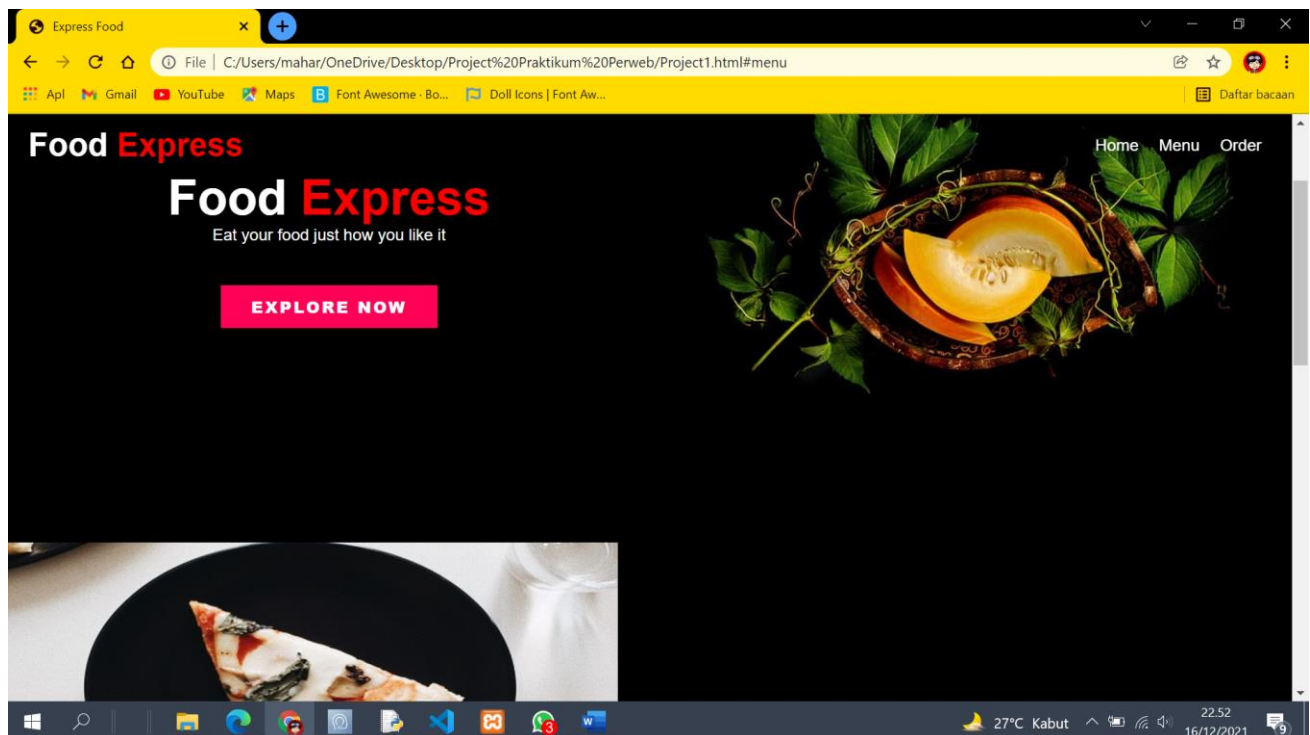 Express Food
File | C:/Users/mahar/OneDrive/Desktop/Project%20Praktikum%20Perweb/Project1.html#menu
Apl Gmail YouTube Maps B Font Awesome · Bo... Doll Icons | Font Aw... Daftar bacaan
Food Express Home Menu Order
Food Express
Eat your food just how you like it
EXPLORE NOW
W 3 27°C Kabut 22.52
16/12/2021 9